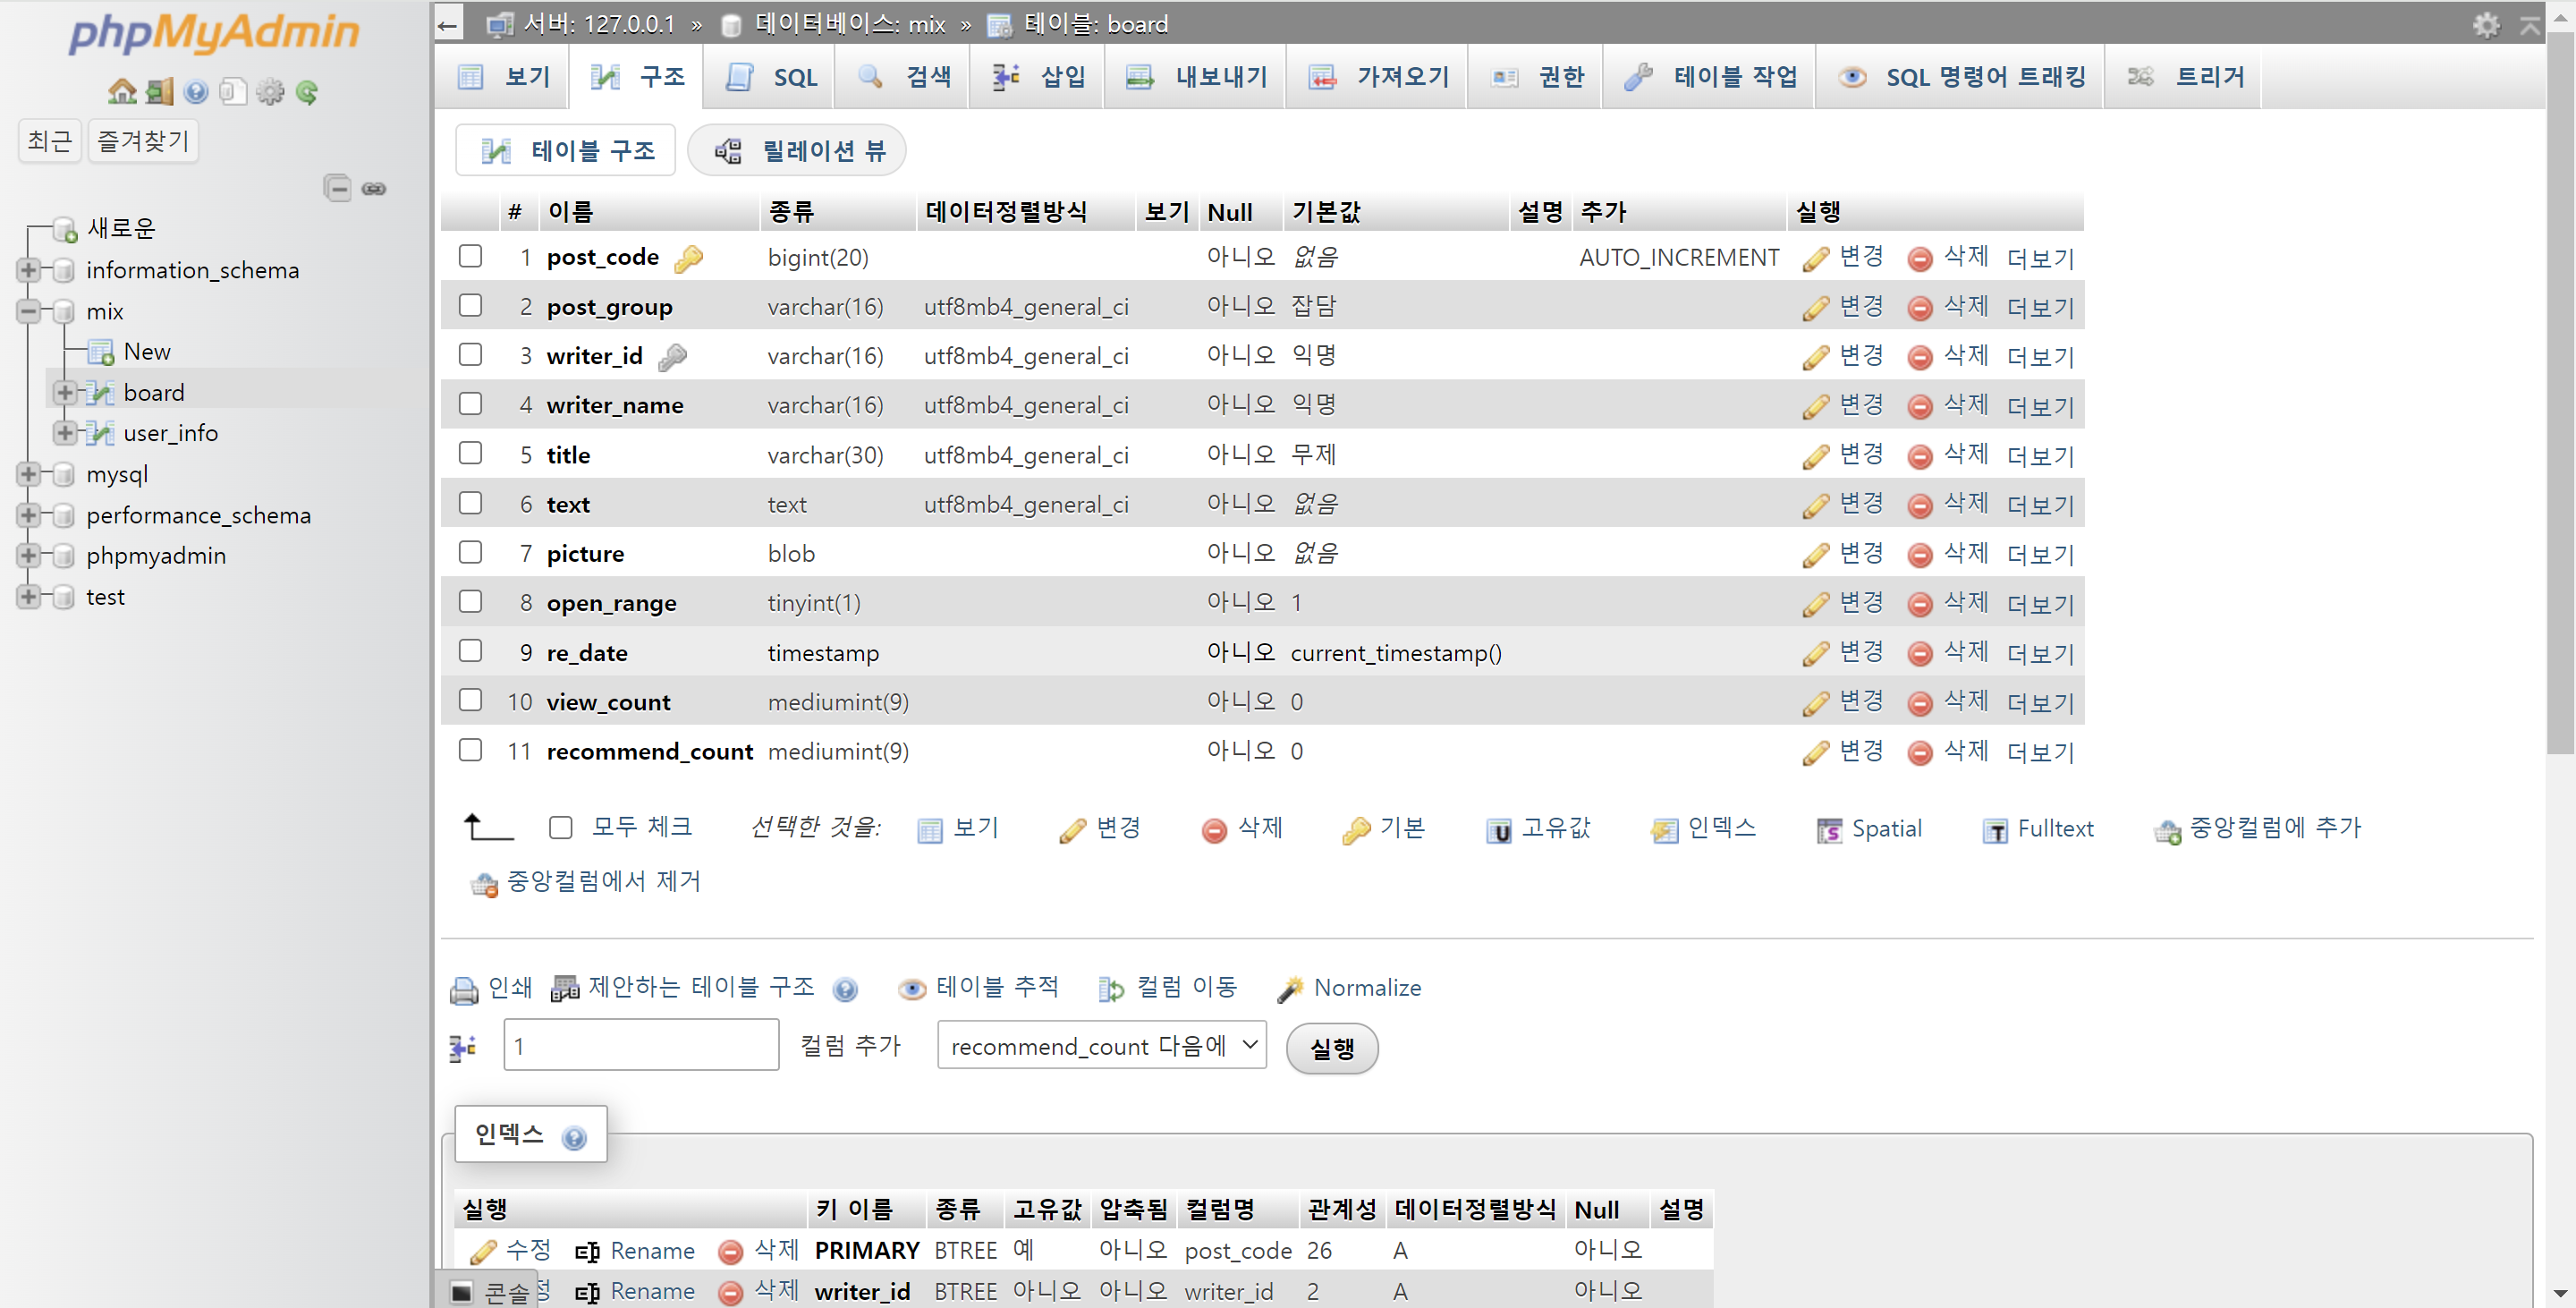 phpMyAdmin
최근 즐겨찾기
새로운
information_schema
mix
New
board
user_info
mysql
performance_schema
phpmyadmin
test
서버: 127.0.0.1 » 데이터베이스: mix » 테이블: board
보기 구조 SQL 검색 삽입 내보내기 가져오기 권한 테이블 작업 SQL 명령어 트래킹 트리거
테이블 구조 릴레이션 뷰
# 이름 종류 데이터정렬방식 보기 Null 기본값 설명 추가 실행
1 post_code bigint(20) 아니오 없음 AUTO_INCREMENT 변경 삭제 더보기
2 post_group varchar(16) utf8mb4_general_ci 아니오 잡담 변경 삭제 더보기
3 writer_id varchar(16) utf8mb4_general_ci 아니오 익명 변경 삭제 더보기
4 writer_name varchar(16) utf8mb4_general_ci 아니오 익명 변경 삭제 더보기
5 title varchar(30) utf8mb4_general_ci 아니오 무제 변경 삭제 더보기
6 text text utf8mb4_general_ci 아니오 없음 변경 삭제 더보기
7 picture blob 아니오 없음 변경 삭제 더보기
8 open_range tinyint(1) 아니오 1 변경 삭제 더보기
9 re_date timestamp 아니오 current_timestamp() 변경 삭제 더보기
10 view_count mediumint(9) 아니오 0 변경 삭제 더보기
11 recommend_count mediumint(9) 아니오 0 변경 삭제 더보기
모두 체크 선택한 것을: 보기 변경 삭제 기본 고유값 인덱스 Spatial Fulltext 중앙컬럼에 추가
중앙컬럼에서 제거
인쇄 제안하는 테이블 구조 테이블 추적 컬럼 이동 Normalize
1 컬럼 추가 recommend_count 다음에 실행
인덱스
실행 키 이름 종류 고유값 압축됨 컬럼명 관계성 데이터정렬방식 Null 설명
수정 Rename 삭제 PRIMARY BTREE 예 아니오 post_code 26 A 아니오
콘솔 Rename 삭제 writer_id BTREE 아니오 아니오 writer_id 2 A 아니오